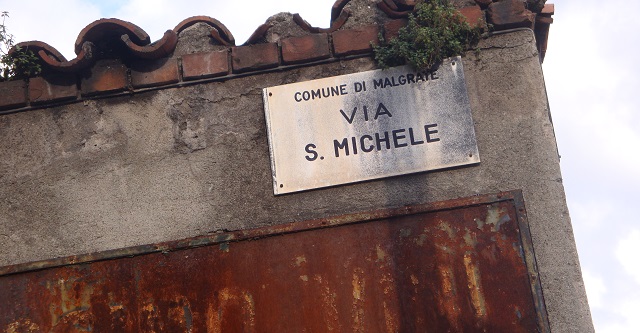 COMUNE DI MALGRATE
VIA
S. MICHELE